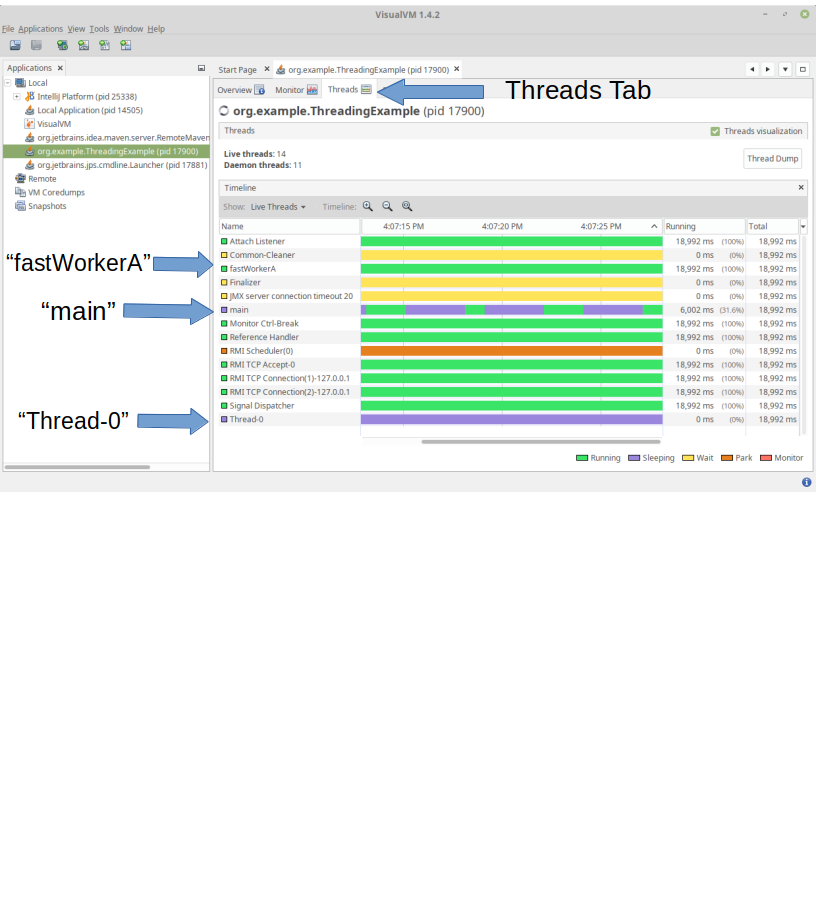 VisualVM 1.4.2
File Applications View Tools Window Help
Applications
Local
Intellij Platform (pid 25338)
Local Application (pid 14505)
VisualVM
org.jetbrains.idea.maven.server.RemoteMaven
org.example.ThreadingExample (pid 17900)
org.jetbrains.jps.cmdline.Launcher (pid 17881)
Remote
VM Coredumps
Snapshots
Start Page org.example.ThreadingExample (pid 17900)
Overview Monitor Threads
Threads Tab
org.example.ThreadingExample (pid 17900)
Threads Threads visualization
Live threads: 14
Daemon threads: 11
Thread Dump
Timeline
Show: Live Threads Timeline:
Name 4:07:15 PM 4:07:20 PM 4:07:25 PM Running Total
Attach Listener 18,992 ms (100%) 18,992 ms
Common-Cleaner 0 ms (0%) 18,992 ms
fastWorkerA 18,992 ms (100%) 18,992 ms
Finalizer 0 ms (0%) 18,992 ms
JMX server connection timeout 20 0 ms (0%) 18,992 ms
main 6,002 ms (31.6%) 18,992 ms
Monitor Ctrl-Break 18,992 ms (100%) 18,992 ms
Reference Handler 18,992 ms (100%) 18,992 ms
RMI Scheduler(0) 0 ms (0%) 18,992 ms
RMI TCP Accept-0 18,992 ms (100%) 18,992 ms
RMI TCP Connection(1)-127.0.0.1 18,992 ms (100%) 18,992 ms
RMI TCP Connection(2)-127.0.0.1 18,992 ms (100%) 18,992 ms
Signal Dispatcher 18,992 ms (100%) 18,992 ms
Thread-0 0 ms (0%) 18,992 ms
Running Sleeping Wait Park Monitor
“fastWorkerA”
“main”
“Thread-0”